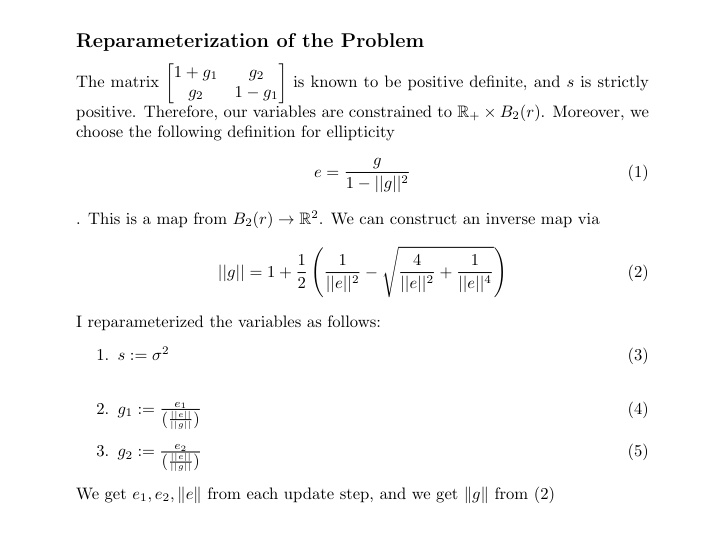 Reparameterization of the Problem
The matrix $\begin{bmatrix} 1+g_1 & g_2 \\ g_2 & 1-g_1 \end{bmatrix}$ is known to be positive definite, and $s$ is strictly
positive. Therefore, our variables are constrained to $\mathbb{R}_+ \times B_2(r)$. Moreover, we
choose the following definition for ellipticity
$e = \frac{g}{1 - ||g||^2}$ (1)
. This is a map from $B_2(r) \to \mathbb{R}^2$. We can construct an inverse map via
$||g|| = 1 + \frac{1}{2}\left(\frac{1}{||e||^2} - \sqrt{\frac{4}{||e||^2} + \frac{1}{||e||^4}}\right)$ (2)
I reparameterized the variables as follows:
1. $s := \sigma^2$ (3)
2. $g_1 := \frac{e_1}{\left(\frac{||e||}{||g||}\right)}$ (4)
3. $g_2 := \frac{e_2}{\left(\frac{||e||}{||g||}\right)}$ (5)
We get $e_1, e_2, \|e\|$ from each update step, and we get $\|g\|$ from (2)